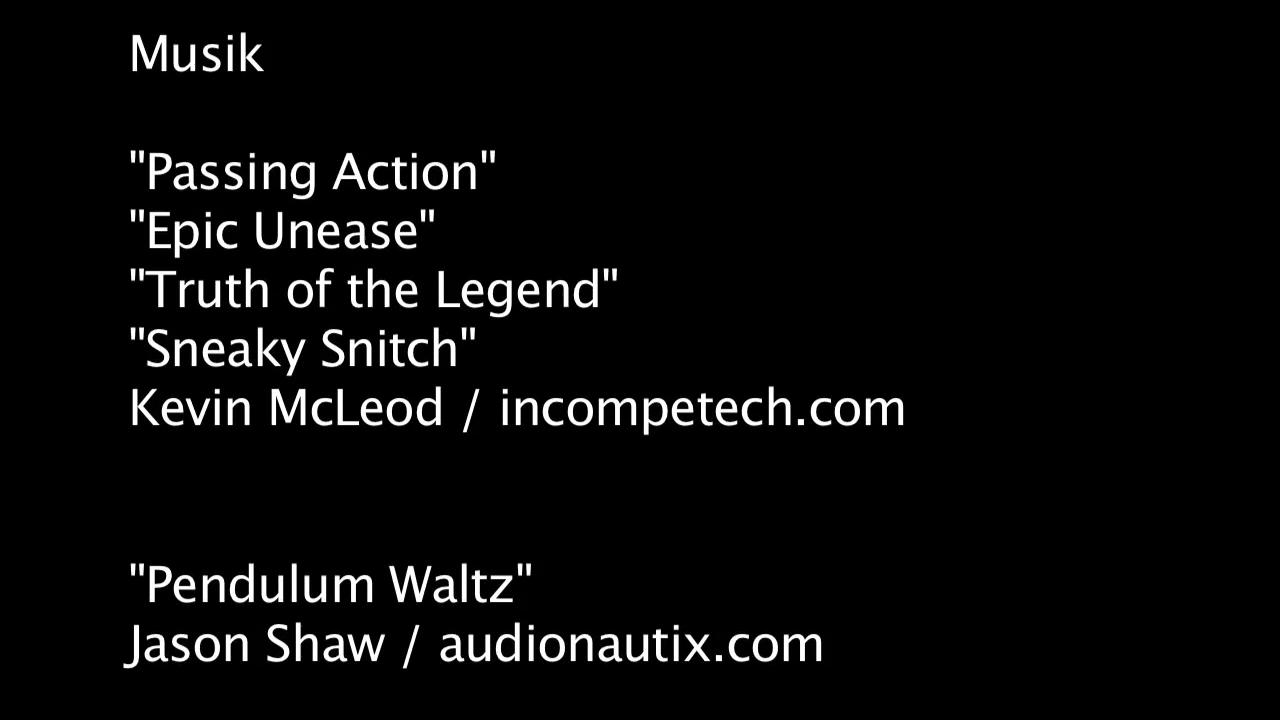 Musik
"Passing Action"
"Epic Unease"
"Truth of the Legend"
"Sneaky Snitch"
Kevin McLeod / incompetech.com
"Pendulum Waltz"
Jason Shaw / audionautix.com